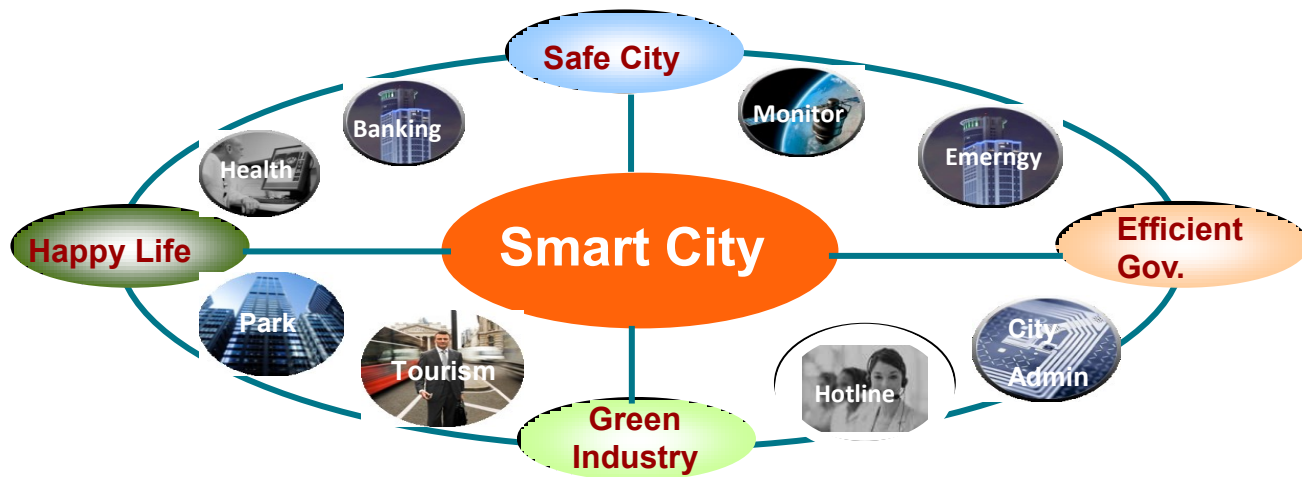 Safe City
Monitor
Banking
Emerngy
Health
Happy Life
Smart City
Efficient
Gov.
Park
Tourism
City
Admin
Hotline
Green
Industry